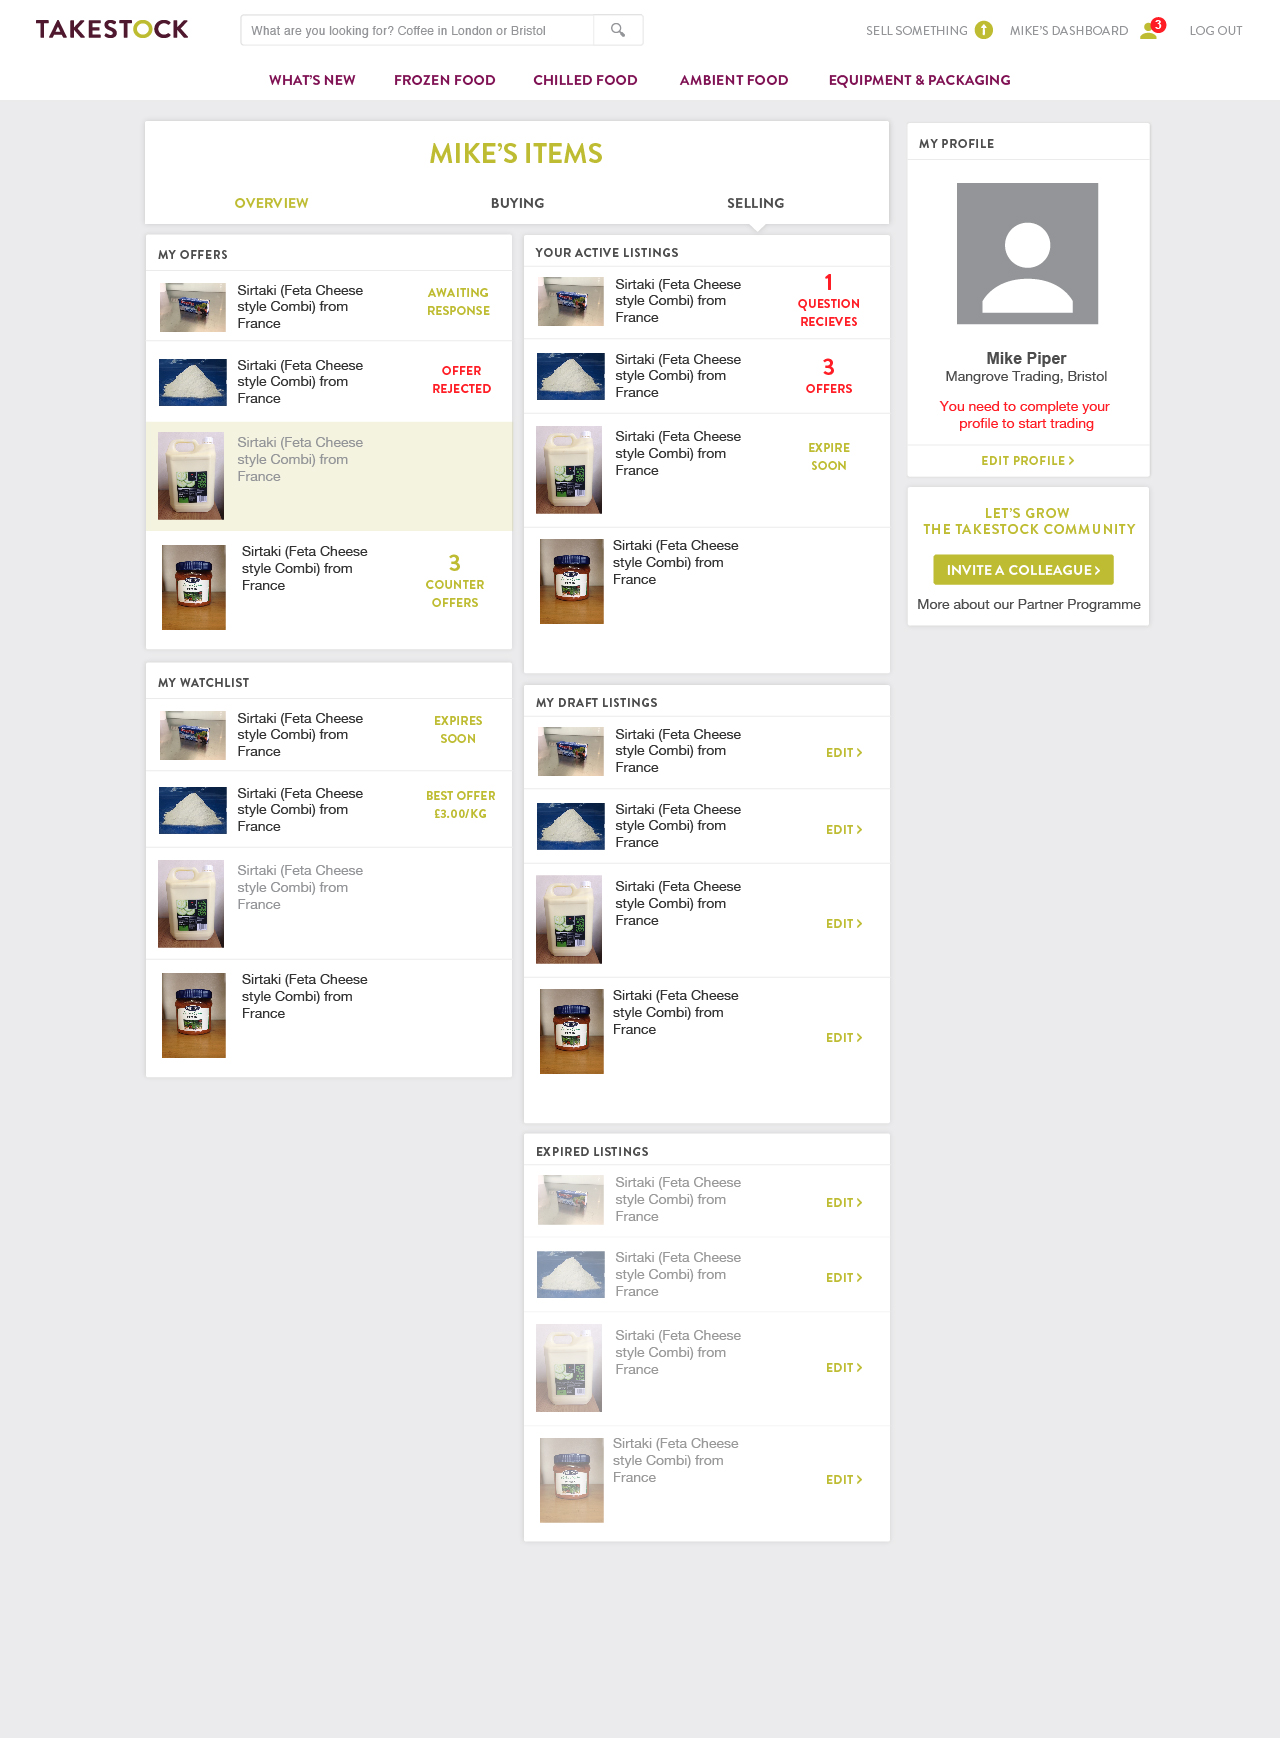 TAKESTOCK
What are you looking for? Coffee in London or Bristol
SELL SOMETHING
MIKE'S DASHBOARD
3
LOG OUT
WHAT'S NEW
FROZEN FOOD
CHILLED FOOD
AMBIENT FOOD
EQUIPMENT & PACKAGING
MIKE'S ITEMS
OVERVIEW
BUYING
SELLING
MY OFFERS
Sirtaki (Feta Cheese
style Combi) from
France
AWAITING
RESPONSE
Sirtaki (Feta Cheese
style Combi) from
France
OFFER
REJECTED
Sirtaki (Feta Cheese
style Combi) from
France
Sirtaki (Feta Cheese
style Combi) from
France
3
COUNTER
OFFERS
MY WATCHLIST
Sirtaki (Feta Cheese
style Combi) from
France
EXPIRES
SOON
Sirtaki (Feta Cheese
style Combi) from
France
BEST OFFER
£3.00/KG
Sirtaki (Feta Cheese
style Combi) from
France
Sirtaki (Feta Cheese
style Combi) from
France
YOUR ACTIVE LISTINGS
Sirtaki (Feta Cheese
style Combi) from
France
1
QUESTION
RECIEVES
Sirtaki (Feta Cheese
style Combi) from
France
3
OFFERS
Sirtaki (Feta Cheese
style Combi) from
France
EXPIRE
SOON
Sirtaki (Feta Cheese
style Combi) from
France
MY DRAFT LISTINGS
Sirtaki (Feta Cheese
style Combi) from
France
EDIT >
Sirtaki (Feta Cheese
style Combi) from
France
EDIT >
Sirtaki (Feta Cheese
style Combi) from
France
EDIT >
Sirtaki (Feta Cheese
style Combi) from
France
EDIT >
EXPIRED LISTINGS
Sirtaki (Feta Cheese
style Combi) from
France
EDIT >
Sirtaki (Feta Cheese
style Combi) from
France
EDIT >
Sirtaki (Feta Cheese
style Combi) from
France
EDIT >
Sirtaki (Feta Cheese
style Combi) from
France
EDIT >
MY PROFILE
Mike Piper
Mangrove Trading, Bristol
You need to complete your
profile to start trading
EDIT PROFILE >
LET'S GROW
THE TAKESTOCK COMMUNITY
INVITE A COLLEAGUE >
More about our Partner Programme